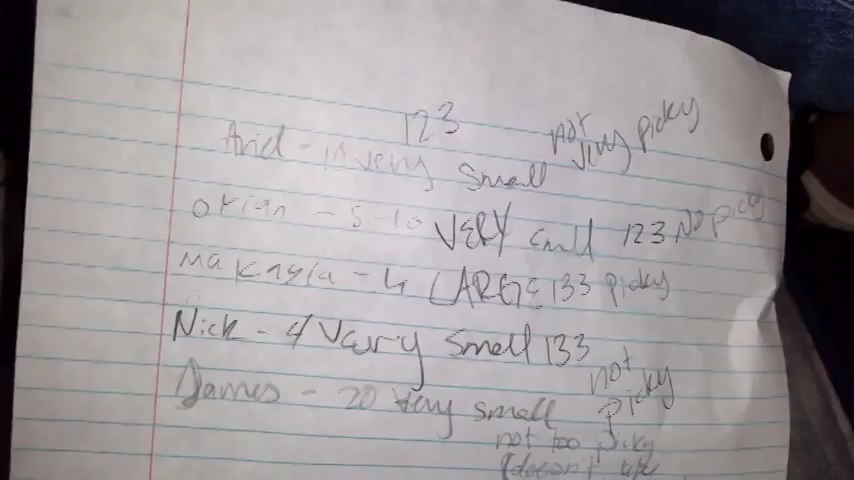 123 not very picky
Ariel - 10 very small
orian - 5-10 VERY small 123 No picky
makayla - 4 LARGE 133 picky
Nick - 4 very small 133
not picky
James - 20 very small
not too picky
(doesn't